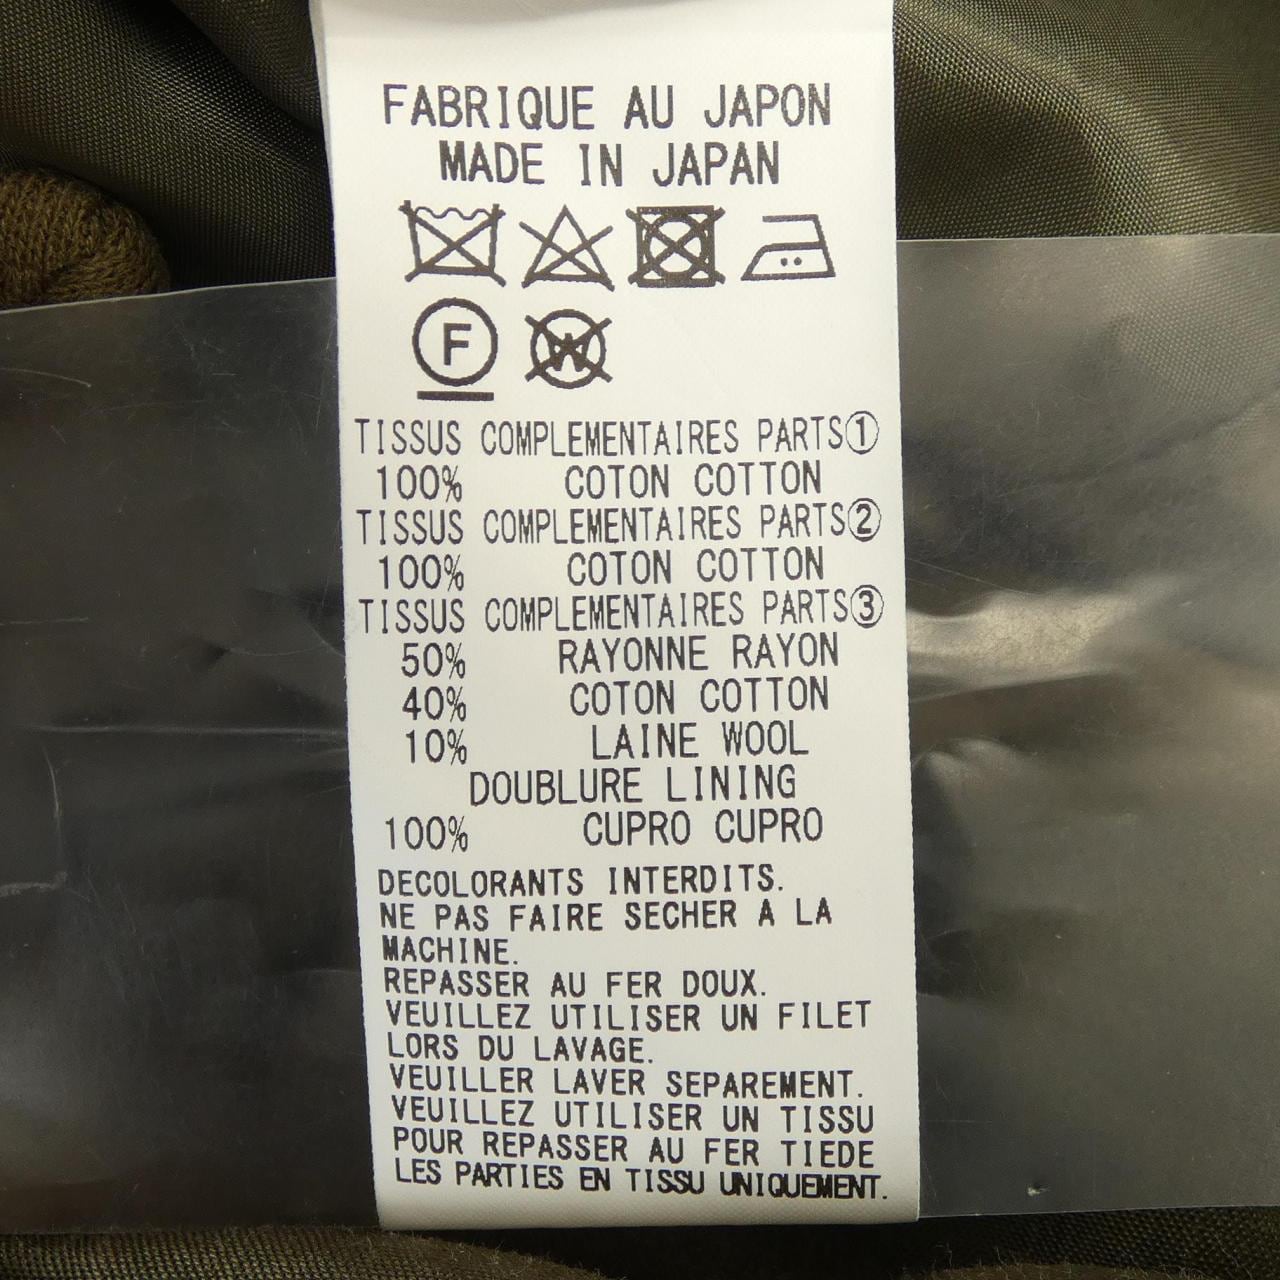 FABRIQUE AU JAPON
MADE IN JAPAN
F W
TISSUS COMPLEMENTAIRES PARTS①
100% COTON COTTON
TISSUS COMPLEMENTAIRES PARTS②
100% COTON COTTON
TISSUS COMPLEMENTAIRES PARTS③
50% RAYONNE RAYON
40% COTON COTTON
10% LAINE WOOL
DOUBLURE LINING
100% CUPRO CUPRO
DECOLORANTS INTERDITS.
NE PAS FAIRE SECHER A LA
MACHINE.
REPASSER AU FER DOUX.
VEUILLEZ UTILISER UN FILET
LORS DU LAVAGE.
VEUILLER LAVER SEPAREMENT.
VEUILLEZ UTILISER UN TISSU
POUR REPASSER AU FER TIEDE
LES PARTIES EN TISSU UNIQUEMENT.